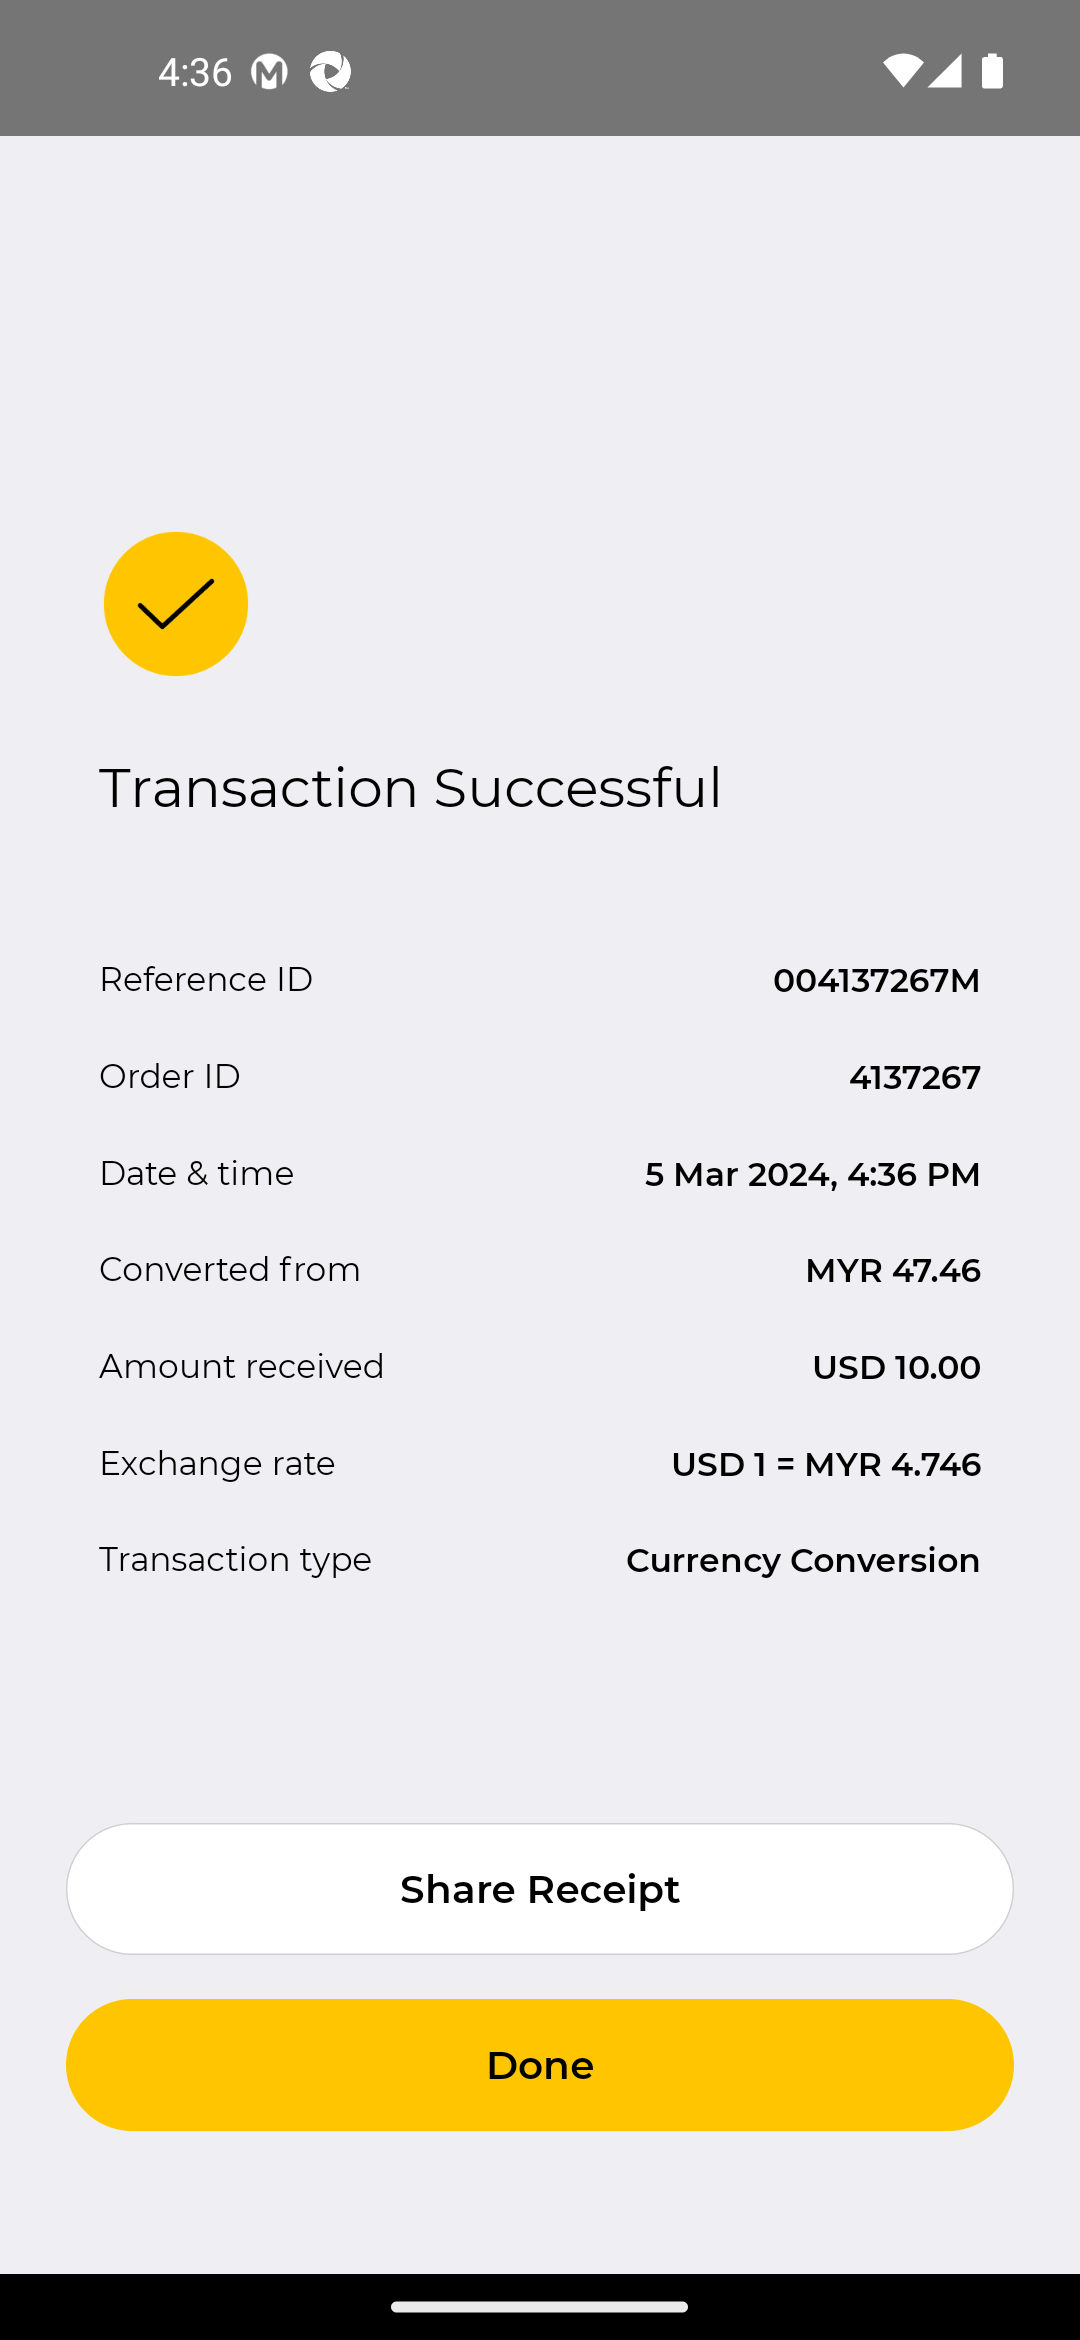 4:36
Transaction Successful
Reference ID 004137267M
Order ID 4137267
Date & time 5 Mar 2024, 4:36 PM
Converted from MYR 47.46
Amount received USD 10.00
Exchange rate USD 1 = MYR 4.746
Transaction type Currency Conversion
Share Receipt
Done